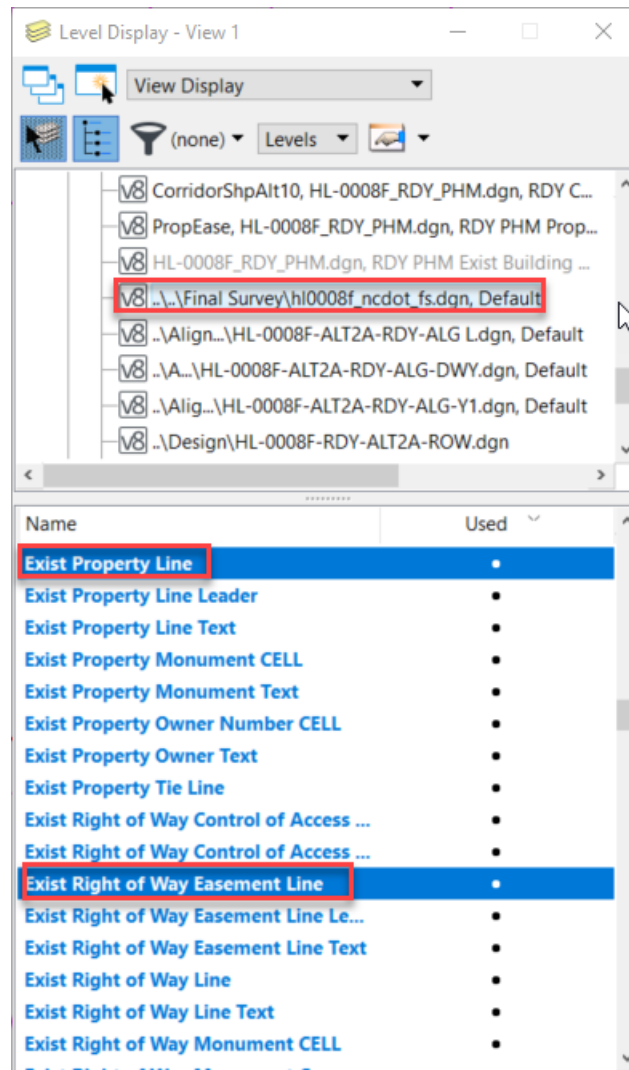 Level Display - View 1
View Display
(none) Levels
CorridorShpAlt10, HL-0008F_RDY_PHM.dgn, RDY C...
PropEase, HL-0008F_RDY_PHM.dgn, RDY PHM Prop...
HL-0008F_RDY_PHM.dgn, RDY PHM Exist Building ...
..\..\Final Survey\hl0008f_ncdot_fs.dgn, Default
..\Align...\HL-0008F-ALT2A-RDY-ALG L.dgn, Default
..\A...\HL-0008F-ALT2A-RDY-ALG-DWY.dgn, Default
..\Alig...\HL-0008F-ALT2A-RDY-ALG-Y1.dgn, Default
..\Design\HL-0008F-RDY-ALT2A-ROW.dgn
Name Used
Exist Property Line
Exist Property Line Leader
Exist Property Line Text
Exist Property Monument CELL
Exist Property Monument Text
Exist Property Owner Number CELL
Exist Property Owner Text
Exist Property Tie Line
Exist Right of Way Control of Access ...
Exist Right of Way Control of Access ...
Exist Right of Way Easement Line
Exist Right of Way Easement Line Le...
Exist Right of Way Easement Line Text
Exist Right of Way Line
Exist Right of Way Line Text
Exist Right of Way Monument CELL